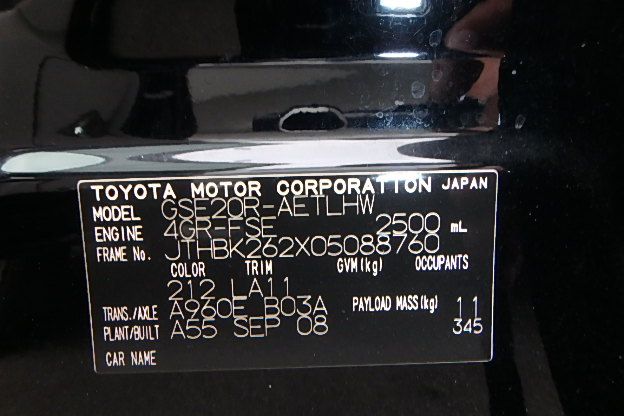 TOYOTA MOTOR CORPORATION JAPAN
MODEL GSE20R-AETLHW
ENGINE 4GR-FSE 2500 mL
FRAME No. JTHBK262X05088760
COLOR TRIM GVM(kg) OCCUPANTS
212 LA11
TRANS./AXLE A960E B03A PAYLOAD MASS(kg) 11
PLANT/BUILT A55 SEP 08 345
CAR NAME